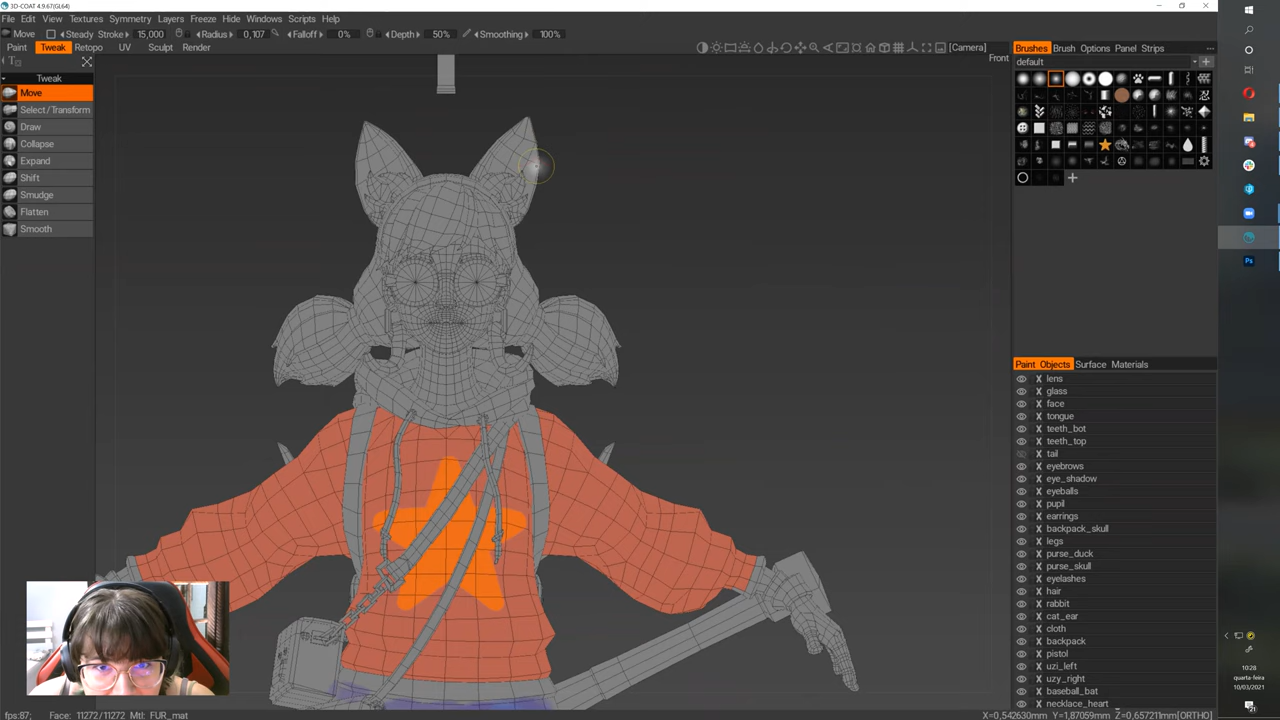 3D-COAT 4.9.67(GL64)
File Edit View Textures Symmetry Layers Freeze Hide Windows Scripts Help
Move Steady Stroke 15,000 Radius 0,107 Falloff 0% Depth 50% Smoothing 100%
Paint Tweak Retopo UV Sculpt Render
[Camera]
Front
Tweak
Move
Select/Transform
Draw
Collapse
Expand
Shift
Smudge
Flatten
Smooth
Brushes Brush Options Panel Strips
default
Paint Objects Surface Materials
X lens
X glass
X face
X tongue
X teeth_bot
X teeth_top
X tail
X eyebrows
X eye_shadow
X eyeballs
X pupil
X earrings
X backpack_skull
X legs
X purse_duck
X purse_skull
X eyelashes
X hair
X rabbit
X cat_ear
X cloth
X backpack
X pistol
X uzi_left
X uzy_right
X baseball_bat
X necklace_heart
fps:87; Face: 11272/11272 Mtl: FUR_mat
X=0,542630mm Y=1,87059mm Z=0,657211mm [ORTHO]
Ps
10:28
quarta-feira
10/03/2021